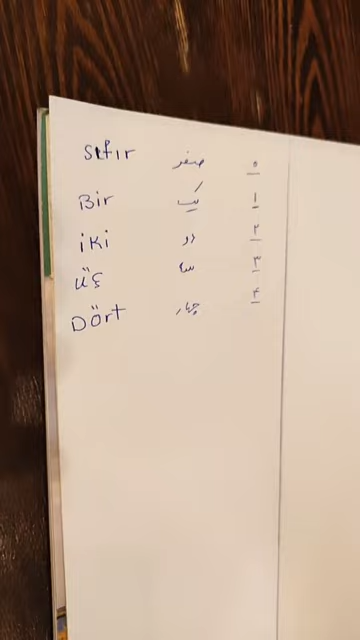 Sıfır صفر ۰
Bir یک ۱
iki دو ۲
üç سه ۳
Dört چهار ۴